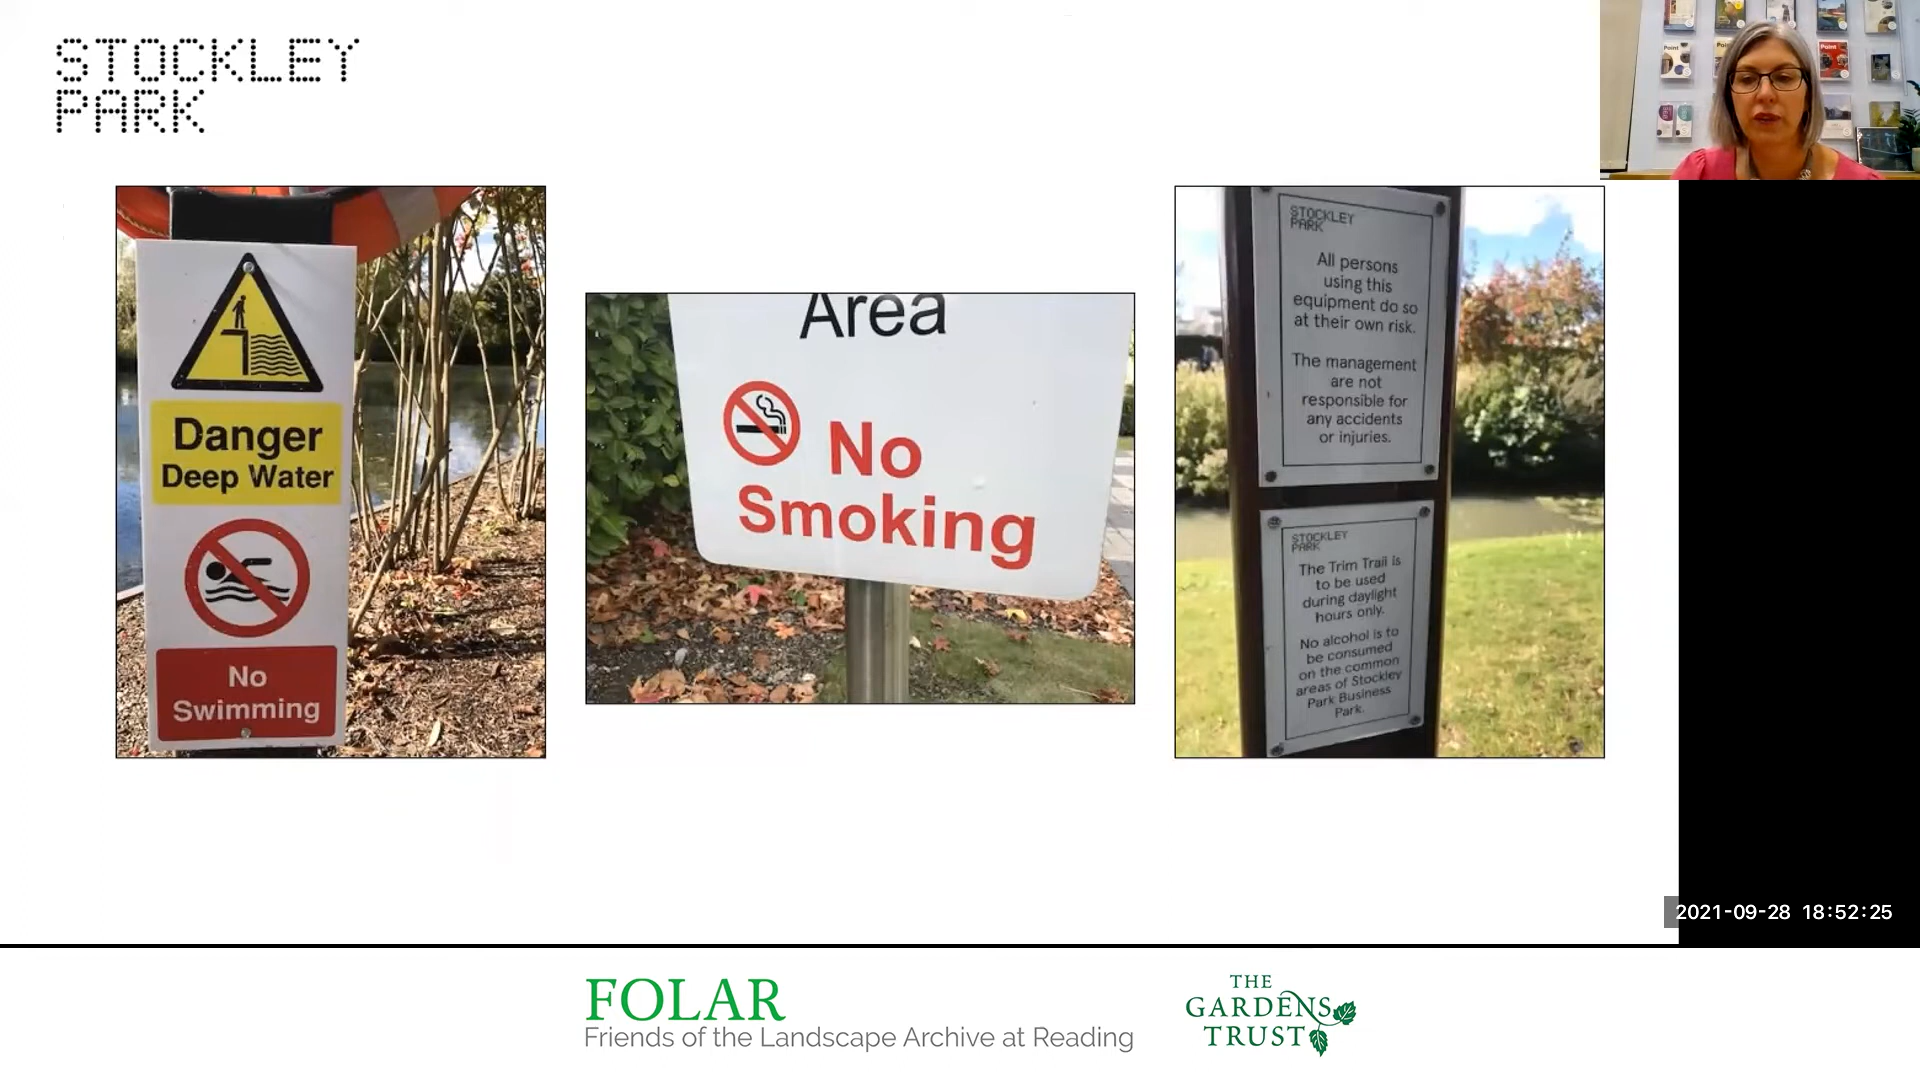 STOCKLEY
PARK
Danger
Deep Water
No
Swimming
Area
No
Smoking
STOCKLEY
PARK
All persons
using this
equipment do so
at their own risk.
The management
are not
responsible for
any accidents
or injuries.
STOCKLEY
PARK
The Trim Trail is
to be used
during daylight
hours only.
No alcohol is to
be consumed
on the common
areas of Stockley
Park Business
Park.
Point
2021-09-28 18:52:25
FOLAR
Friends of the Landscape Archive at Reading
THE
GARDENS
TRUST